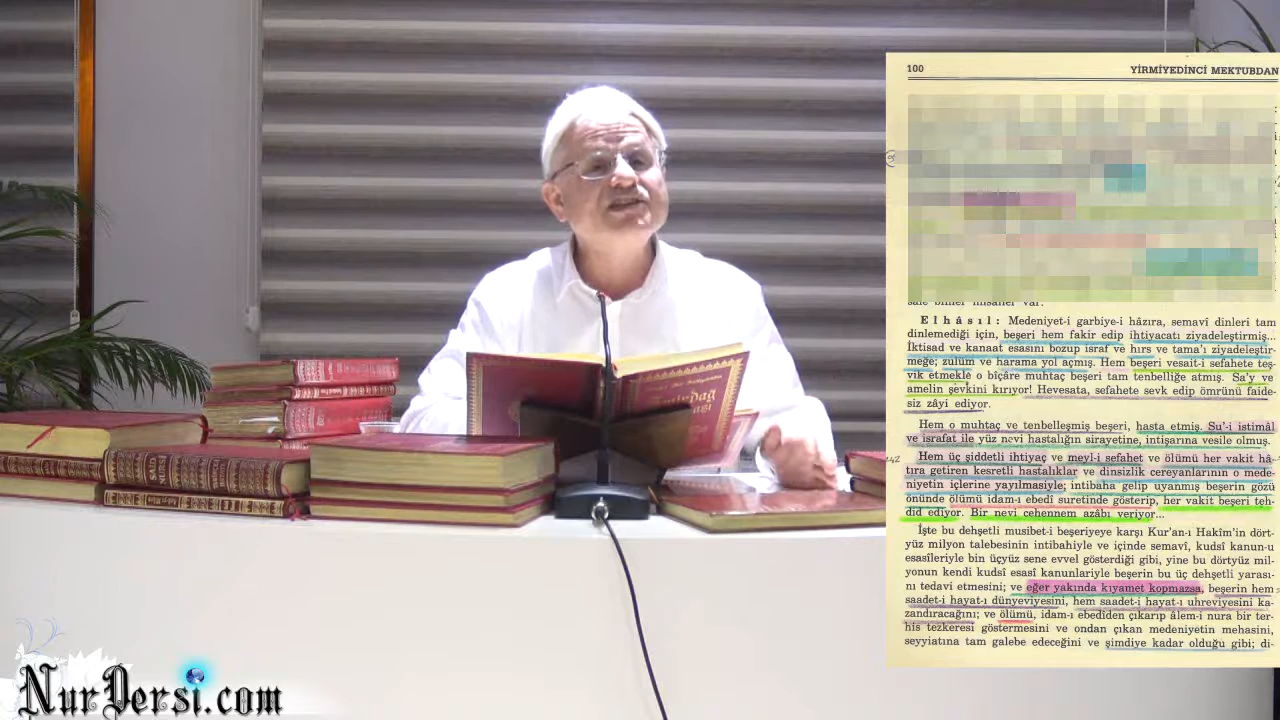 100 YİRMİYEDİNCİ MEKTUBDAN
E l h â s ı l : Medeniyet-i garbiye-i hâzıra, semavî dinleri tam
dinlemediği için, beşeri hem fakir edip ihtiyacatı ziyadeleştirmiş...
İktisad ve kanaat esasını bozup israf ve hırs ve tama'ı ziyadeleştir-
meğe; zulüm ve harama yol açmış. Hem beşeri vesait-i sefahete teş-
vik etmekle o bîçâre muhtaç beşeri tam tenbelliğe atmış. Sa'y ve
amelin şevkini kırıyor! Hevesata, sefahete sevk edip ömrünü faide-
siz zâyi ediyor.
Hem o muhtaç ve tenbelleşmiş beşeri, hasta etmiş. Su'-i istimâl
ve israfat ile yüz nevi hastalığın sirayetine, intişarına vesile olmuş.
Hem üç şiddetli ihtiyaç ve meyl-i sefahet ve ölümü her vakit hâ-
tıra getiren kesretli hastalıklar ve dinsizlik cereyanlarının o mede-
niyetin içlerine yayılmasiyle; intibaha gelip uyanmış beşerin gözü
önünde ölümü idam-ı ebedî suretinde gösterip, her vakit beşeri teh-
did ediyor. Bir nevi cehennem azâbı veriyor...
İşte bu dehşetli musibet-i beşeriyeye karşı Kur'an-ı Hakîm'in dört-
yüz milyon talebesinin intibahiyle ve içinde semavî, kudsî kanun-u
esasîleriyle bin üçyüz sene evvel gösterdiği gibi, yine bu dörtyüz mil-
yonun kendi kudsî esasî kanunlariyle beşerin bu üç dehşetli yarası-
nı tedavi etmesini; ve eğer yakında kıyamet kopmazsa, beşerin hem
saadet-i hayat-ı dünyeviyesini, hem saadet-i hayat-ı uhreviyesini ka-
zandıracağını; ve ölümü, idam-ı ebedîden çıkarıp âlem-i nura bir ter-
his tezkeresi göstermesini ve ondan çıkan medeniyetin mehasini,
seyyiatına tam galebe edeceğini ve şimdiye kadar olduğu gibi; di-
NurDersi.com